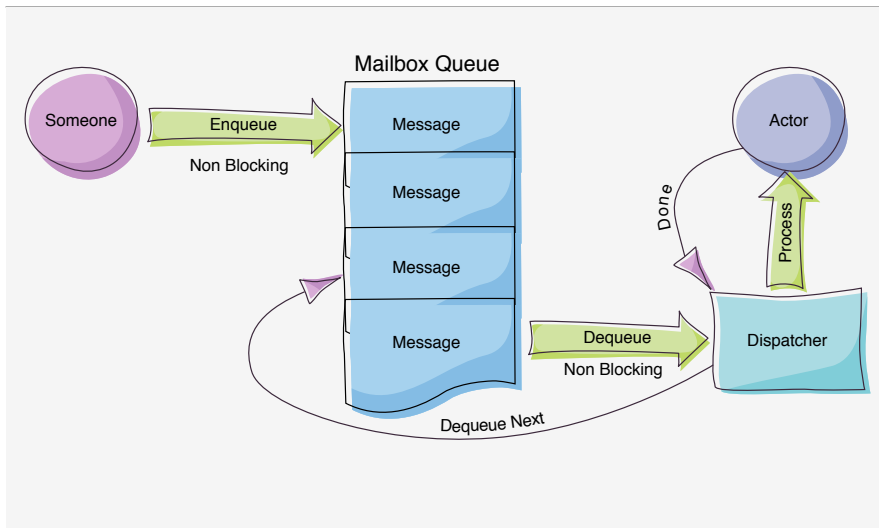 Mailbox Queue
Someone
Enqueue
Non Blocking
Message
Message
Message
Message
Actor
Done
Process
Dequeue
Non Blocking
Dispatcher
Dequeue Next